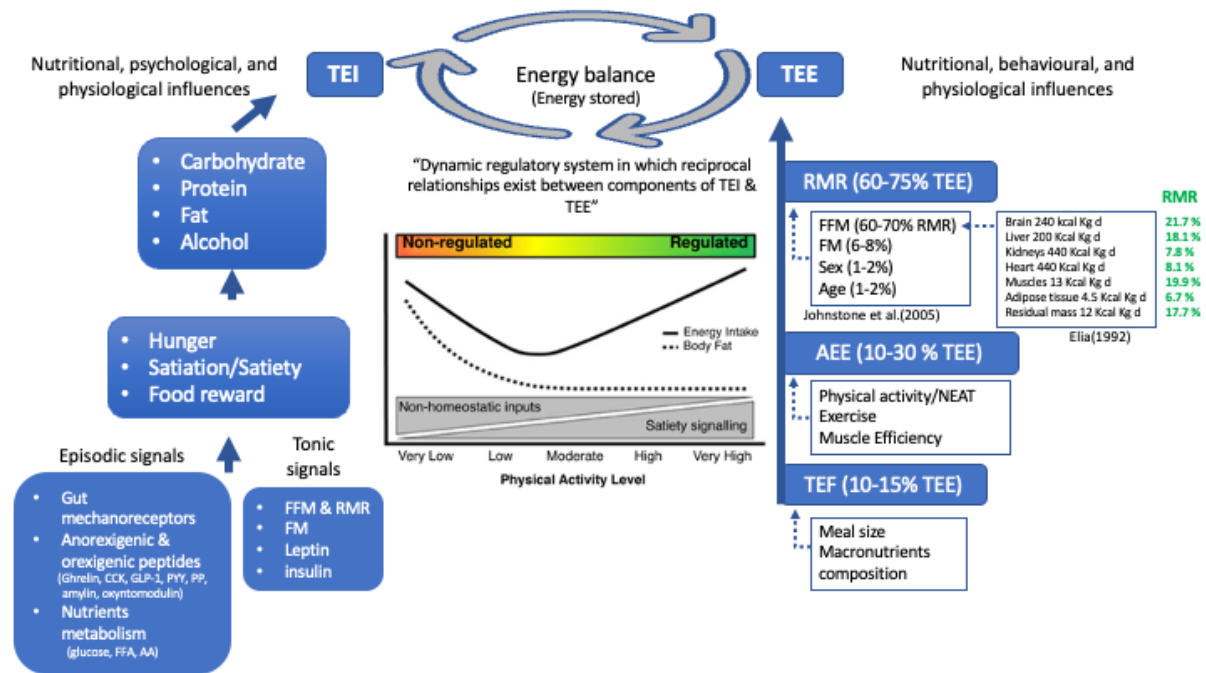 Nutritional, psychological, and
physiological influences
TEI
Energy balance
(Energy stored)
TEE
Nutritional, behavioural, and
physiological influences
• Carbohydrate
• Protein
• Fat
• Alcohol
• Hunger
• Satiation/Satiety
• Food reward
Episodic signals
• Gut
mechanoreceptors
• Anorexigenic &
orexigenic peptides
(Ghrelin, CCK, GLP-1, PYY, PP,
amylin, oxyntomodulin)
• Nutrients
metabolism
(glucose, FFA, AA)
Tonic
signals
• FFM & RMR
• FM
• Leptin
• insulin
“Dynamic regulatory system in which reciprocal
relationships exist between components of TEI &
TEE”
Non-regulated
Regulated
Energy Intake
Body Fat
Non-homeostatic inputs
Satiety signalling
Very Low Low Moderate High Very High
Physical Activity Level
RMR (60-75% TEE)
FFM (60-70% RMR)
FM (6-8%)
Sex (1-2%)
Age (1-2%)
Johnstone et al.(2005)
RMR
Brain 240 kcal Kg d 21.7 %
Liver 200 Kcal Kg d 18.1 %
Kidneys 440 Kcal Kg d 7.8 %
Heart 440 Kcal Kg d 8.1 %
Muscles 13 Kcal Kg d 19.9 %
Adipose tissue 4.5 Kcal Kg d 6.7 %
Residual mass 12 Kcal Kg d 17.7 %
Elia(1992)
AEE (10-30 % TEE)
Physical activity/NEAT
Exercise
Muscle Efficiency
TEF (10-15% TEE)
Meal size
Macronutrients
composition